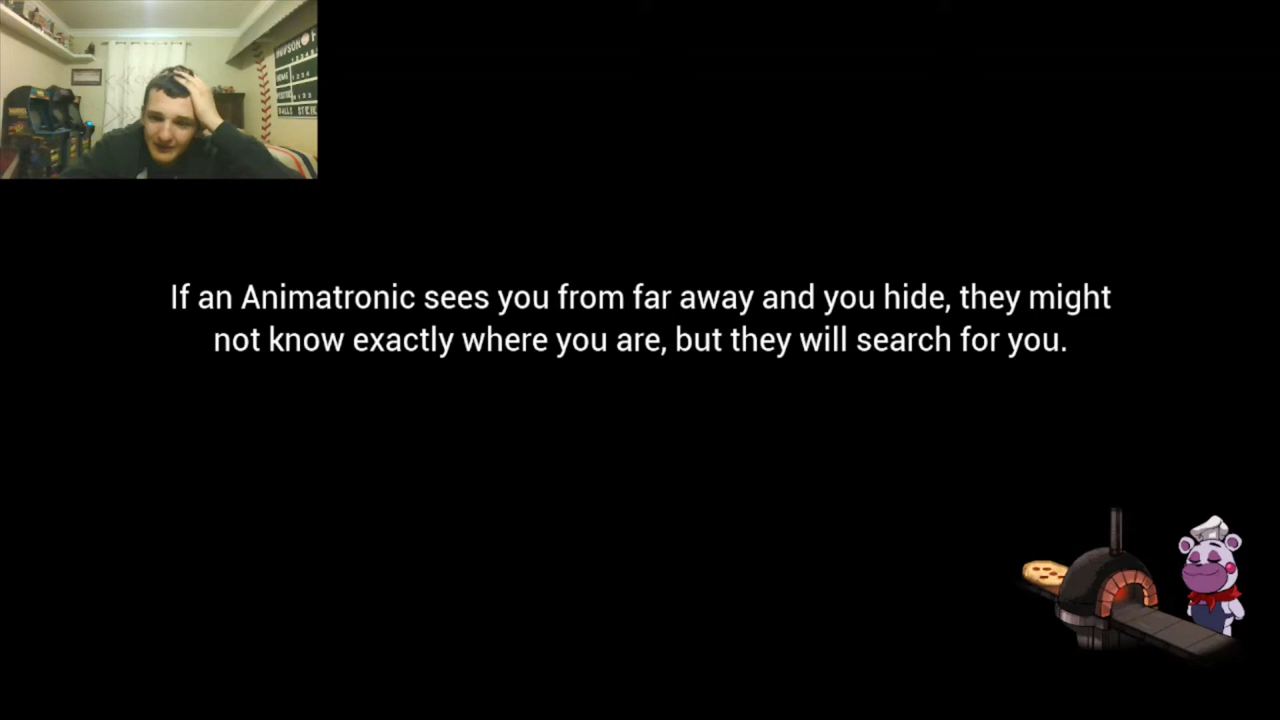 If an Animatronic sees you from far away and you hide, they might
not know exactly where you are, but they will search for you.
HOME